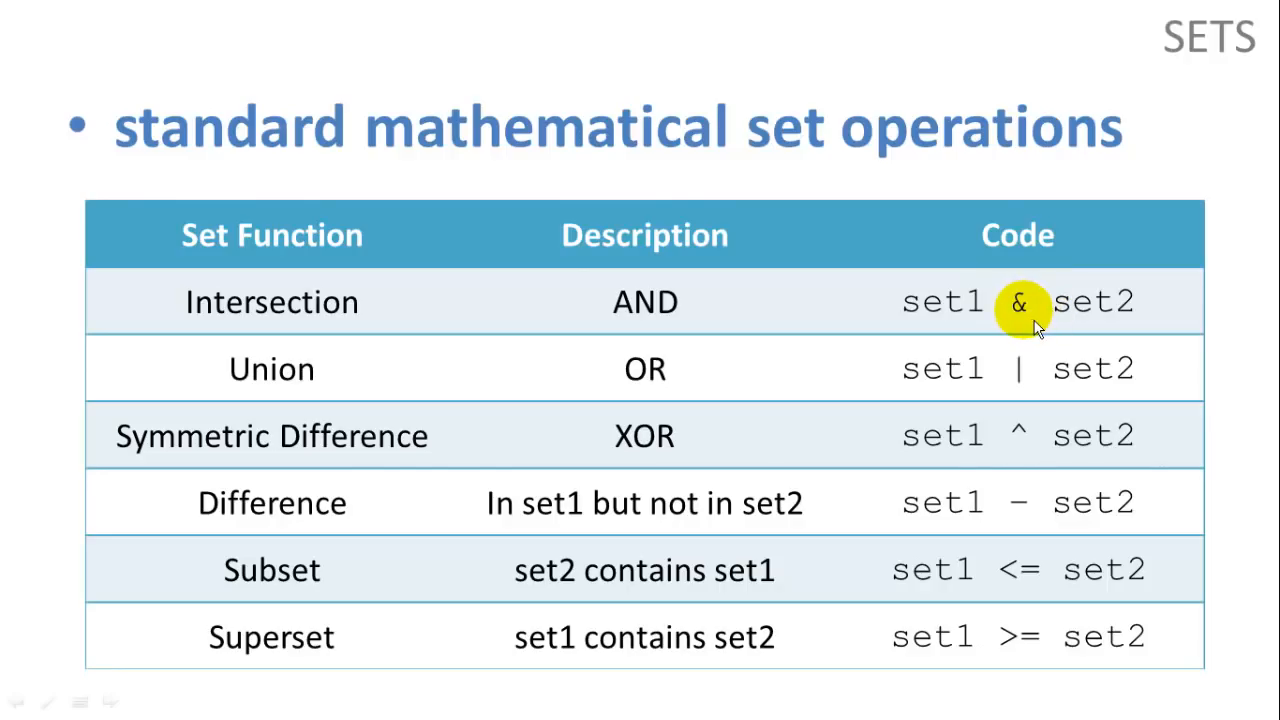 SETS
• standard mathematical set operations
Set Function Description Code
Intersection AND set1 & set2
Union OR set1 | set2
Symmetric Difference XOR set1 ^ set2
Difference In set1 but not in set2 set1 – set2
Subset set2 contains set1 set1 <= set2
Superset set1 contains set2 set1 >= set2